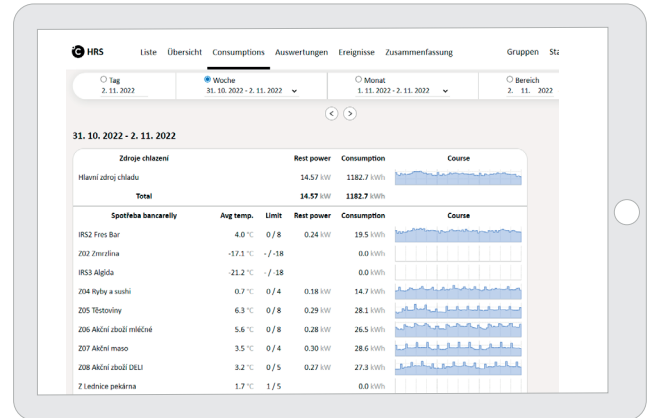 C HRS Liste Übersicht Consumptions Auswertungen Ereignisse Zusammenfassung Gruppen Sta
Tag Woche Monat Bereich
2. 11. 2022 31. 10. 2022 - 2. 11. 2022 1. 11. 2022 - 2. 11. 2022 2. 11. 2022
31. 10. 2022 - 2. 11. 2022
Zdroje chlazení Rest power Consumption Course
Hlavní zdroj chladu 14.57 kW 1182.7 kWh
Total 14.57 kW 1182.7 kWh
Spotřeba bancarelly Avg temp. Limit Rest power Consumption Course
IRS2 Fres Bar 4.0 °C 0 / 8 0.24 kW 19.5 kWh
Z02 Zmrzlina -17.1 °C - / -18 0.0 kWh
IRS3 Algida -21.2 °C - / -18 0.0 kWh
Z04 Ryby a sushi 0.7 °C 0 / 4 0.18 kW 14.7 kWh
Z05 Těstoviny 6.3 °C 0 / 8 0.29 kW 28.1 kWh
Z06 Akční zboží mléčné 5.6 °C 0 / 8 0.28 kW 26.5 kWh
Z07 Akční maso 3.5 °C 0 / 4 0.30 kW 28.6 kWh
Z08 Akční zboží DELI 3.2 °C 0 / 5 0.27 kW 27.3 kWh
Z Lednice pekárna 1.7 °C 1 / 5 0.0 kWh